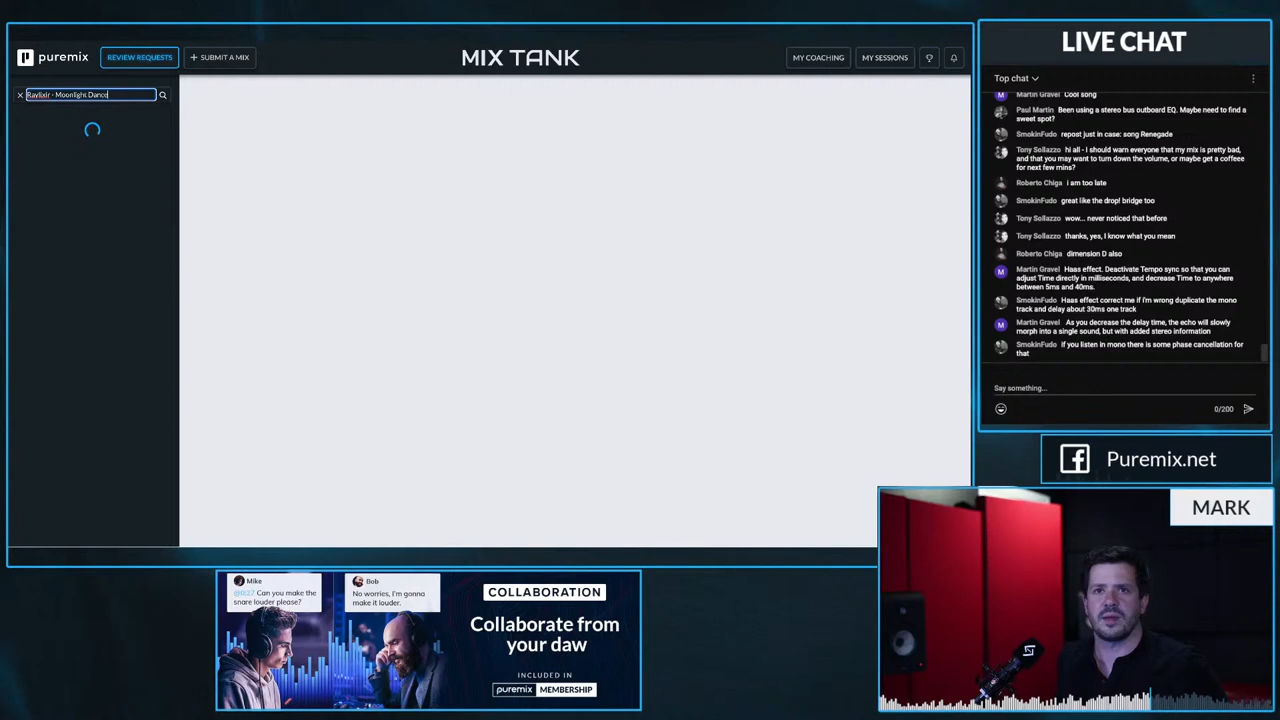 puremix
REVIEW REQUESTS
+ SUBMIT A MIX
MIX TANK
MY COACHING
MY SESSIONS
Ravlixir - Moonlight Dance
LIVE CHAT
Top chat
Martin Gravel Cool song
Paul Martin Been using a stereo bus outboard EQ. Maybe need to find a
sweet spot?
SmokinFudo repost just in case: song Renegade
Tony Sollazzo hi all - I should warn everyone that my mix is pretty bad,
and that you may want to turn down the volume, or maybe get a coffeee
for next few mins?
Roberto Chiga i am too late
SmokinFudo great like the drop! bridge too
Tony Sollazzo wow... never noticed that before
Tony Sollazzo thanks, yes, I know what you mean
Roberto Chiga dimension D also
M
Martin Gravel Haas effect. Deactivate Tempo sync so that you can
adjust Time directly in milliseconds, and decrease Time to anywhere
between 5ms and 40ms.
SmokinFudo Haas effect correct me if I'm wrong duplicate the mono
track and delay about 30ms one track
M
Martin Gravel As you decrease the delay time, the echo will slowly
morph into a single sound, but with added stereo information
SmokinFudo if you listen in mono there is some phase cancellation for
that
Say something...
0/200
Puremix.net
MARK
Mike
@0:27 Can you make the
snare louder please?
Bob
No worries, I'm gonna
make it louder.
COLLABORATION
Collaborate from
your daw
INCLUDED IN
puremix MEMBERSHIP